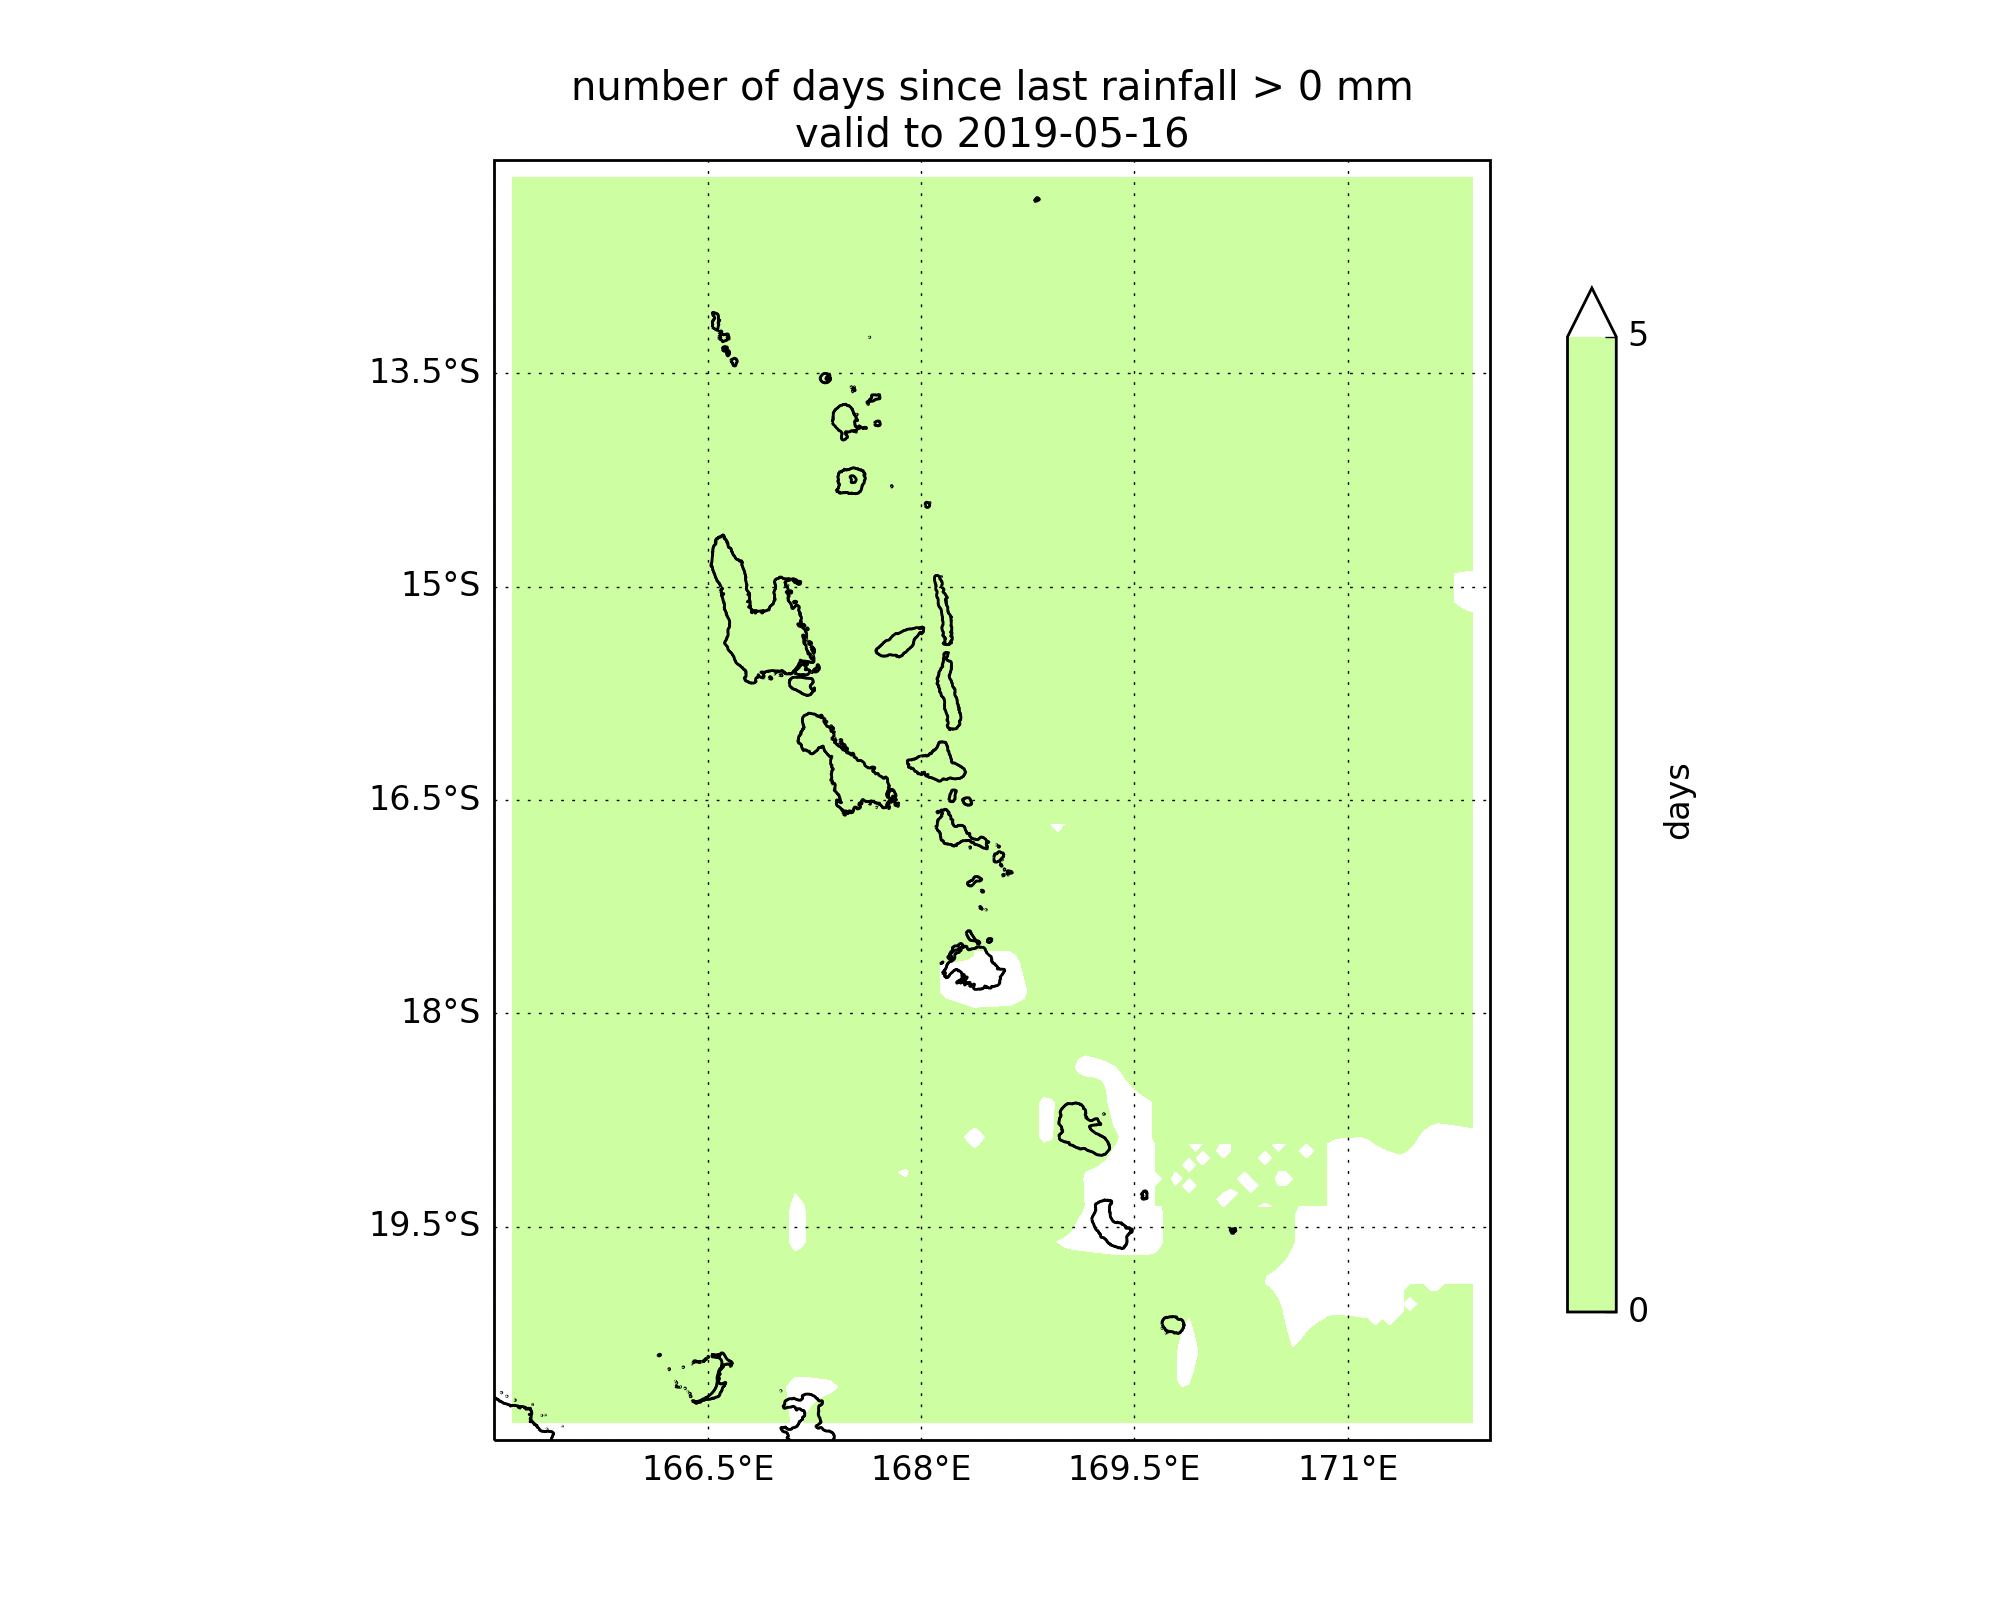 number of days since last rainfall > 0 mm
valid to 2019-05-16
13.5°S
15°S
16.5°S
18°S
19.5°S
166.5°E
168°E
169.5°E
171°E
5
0
days